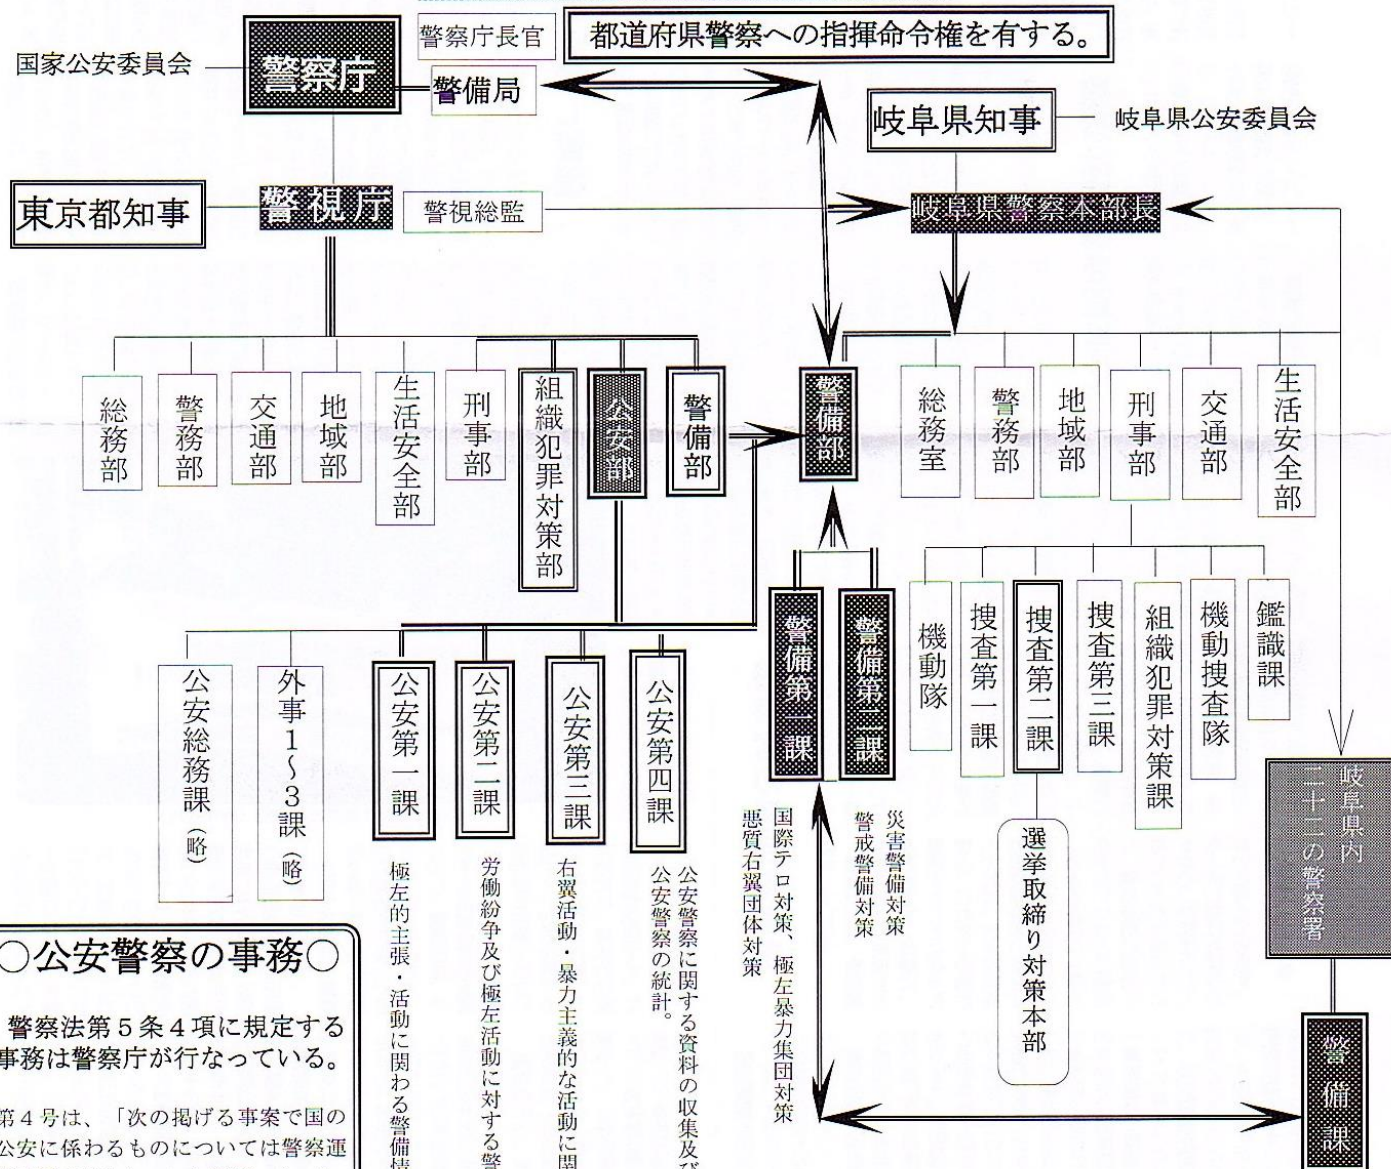 警察庁長官
都道府県警察への指揮命令権を有する。
国家公安委員会
警察庁
警備局
岐阜県知事
岐阜県公安委員会
東京都知事
警視庁
警視総監
岐阜県警察本部長
総務部
警務部
交通部
地域部
生活安全部
刑事部
組織犯罪対策部
公安部
警備部
警備部
総務室
警務部
地域部
刑事部
交通部
生活安全部
公安総務課（略）
外事１～３課（略）
公安第一課
公安第二課
公安第三課
公安第四課
警備第一課
警備第二課
機動隊
捜査第一課
捜査第二課
捜査第三課
組織犯罪対策課
機動捜査隊
鑑識課
岐阜県内
二十二の警察署
極左的主張・活動に関わる警備情
労働紛争及び極左活動に対する警
右翼活動・暴力主義的な活動に関
公安警察に関する資料の収集及び
公安警察の統計。
国際テロ対策、極左暴力集団対策
悪質右翼団体対策
災害警備対策
警戒警備対策
選挙取締り対策本部
警備課
○公安警察の事務○
警察法第５条４項に規定する
事務は警察庁が行なっている。
第４号は、「次の掲げる事案で国の
公安に係わるものについては警察運